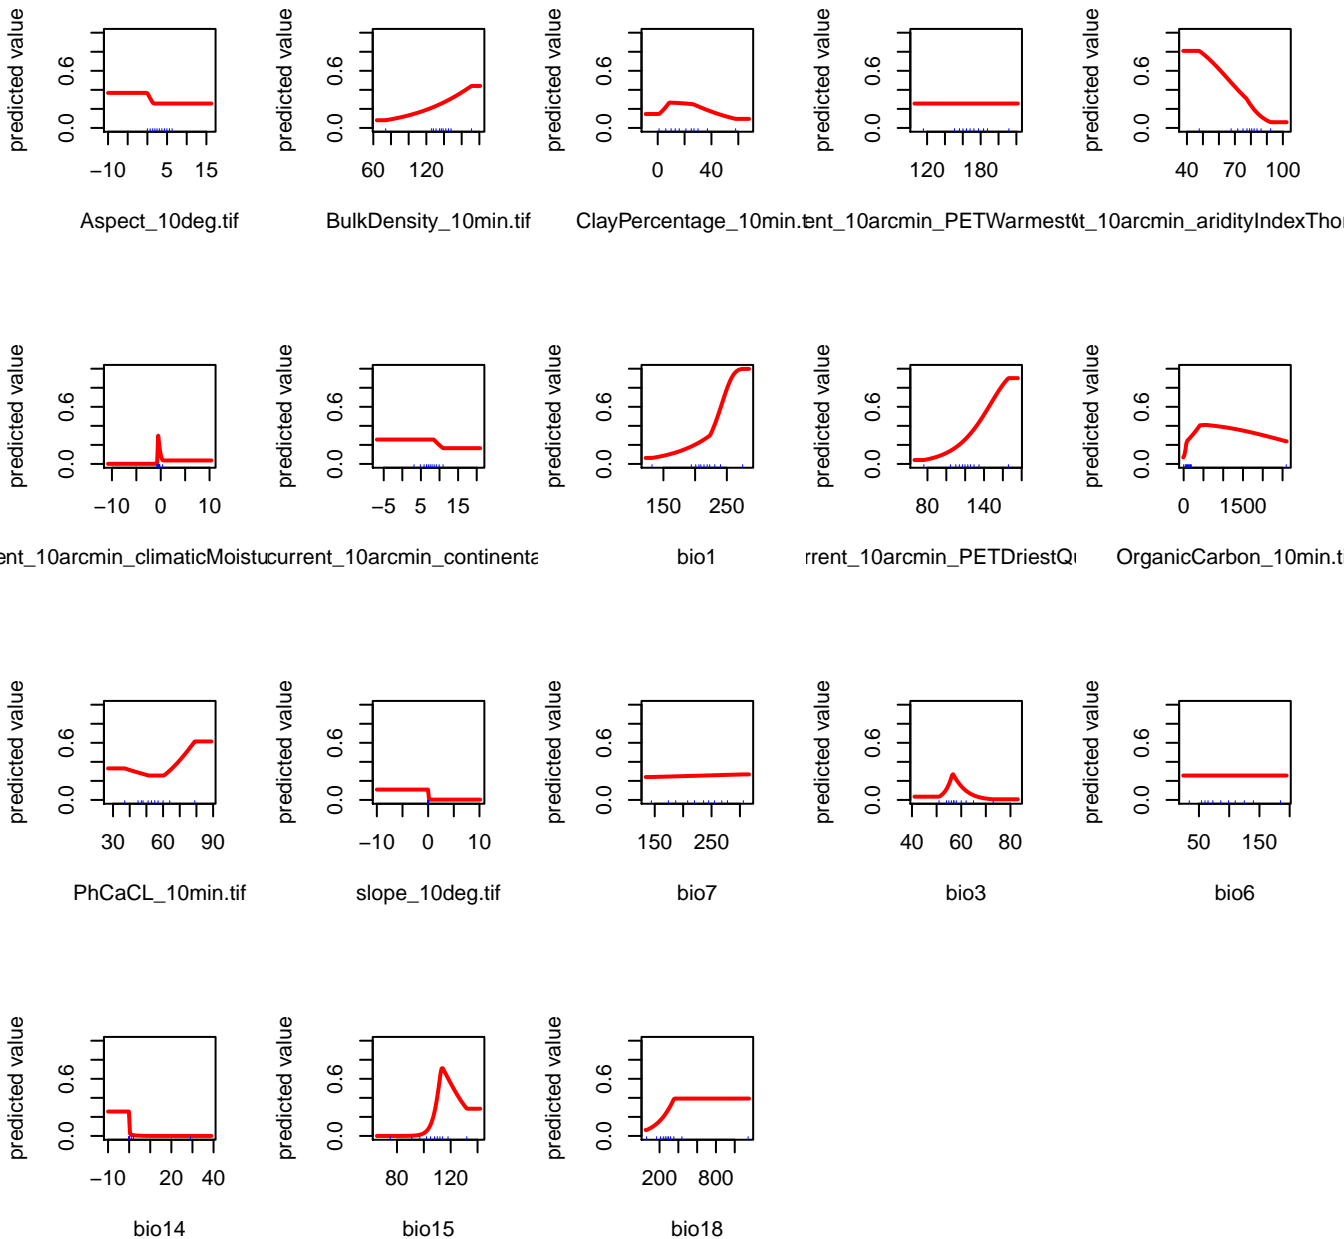 predicted value predicted value predicted value predicted value predicted value
0.0 0.6 0.0 0.6 0.0 0.6 0.0 0.6 0.0 0.6
−10 5 15 60 120 0 40 120 180 40 70 100
Aspect_10deg.tif BulkDensity_10min.tif ClayPercentage_10min.t ent_10arcmin_PETWarmest t_10arcmin_aridityIndexTho
predicted value predicted value predicted value predicted value predicted value
0.0 0.6 0.0 0.6 0.0 0.6 0.0 0.6 0.0 0.6
−10 0 10 −5 5 15 150 250 80 140 0 1500
ent_10arcmin_climaticMoistu current_10arcmin_continenta bio1 rrent_10arcmin_PETDriestQu OrganicCarbon_10min.t
predicted value predicted value predicted value predicted value predicted value
0.0 0.6 0.0 0.6 0.0 0.6 0.0 0.6 0.0 0.6
30 60 90 −10 0 10 150 250 40 60 80 50 150
PhCaCL_10min.tif slope_10deg.tif bio7 bio3 bio6
predicted value predicted value predicted value
0.0 0.6 0.0 0.6 0.0 0.6
−10 0 20 40 80 120 200 800
bio14 bio15 bio18